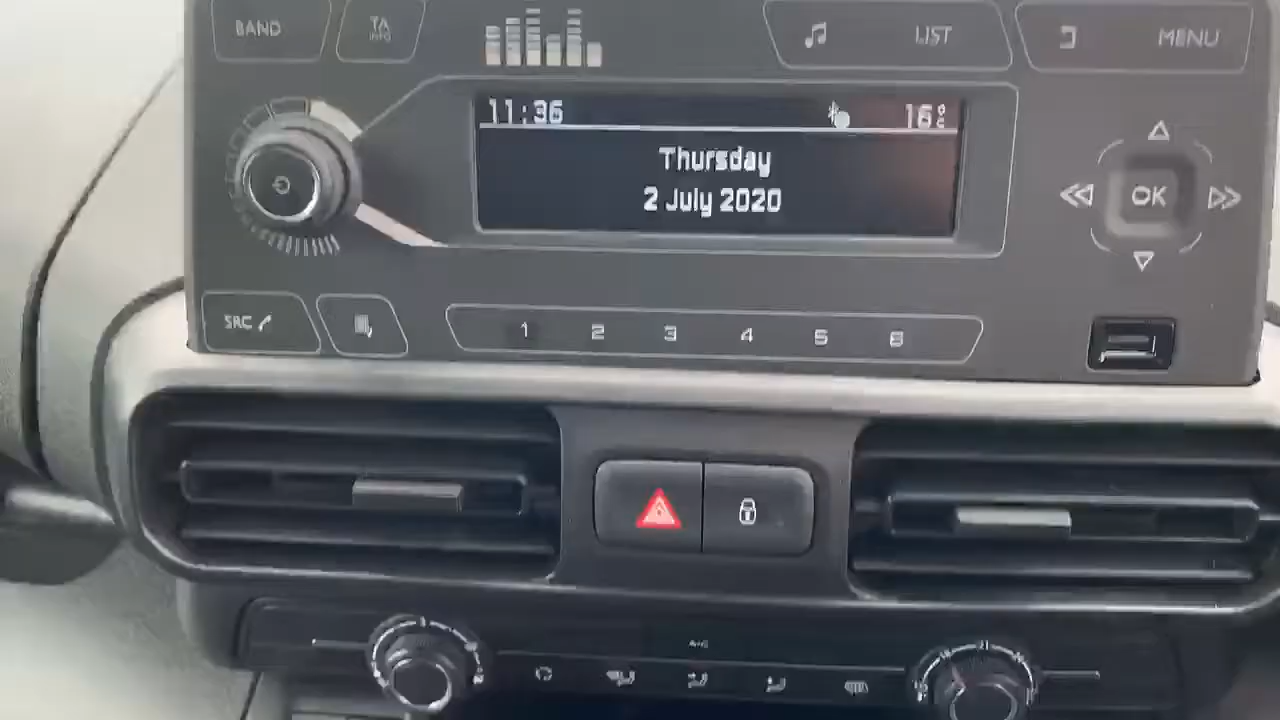 BAND
TA
INFO
LIST
MENU
11:36
16°C
Thursday
2 July 2020
OK
SRC
1 2 3 4 5 6